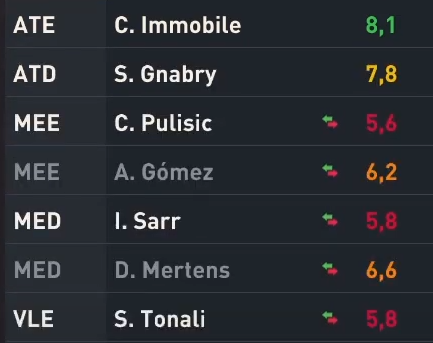 ATE C. Immobile 8,1
ATD S. Gnabry 7,8
MEE C. Pulisic 5,6
MEE A. Gómez 6,2
MED I. Sarr 5,8
MED D. Mertens 6,6
VLE S. Tonali 5,8